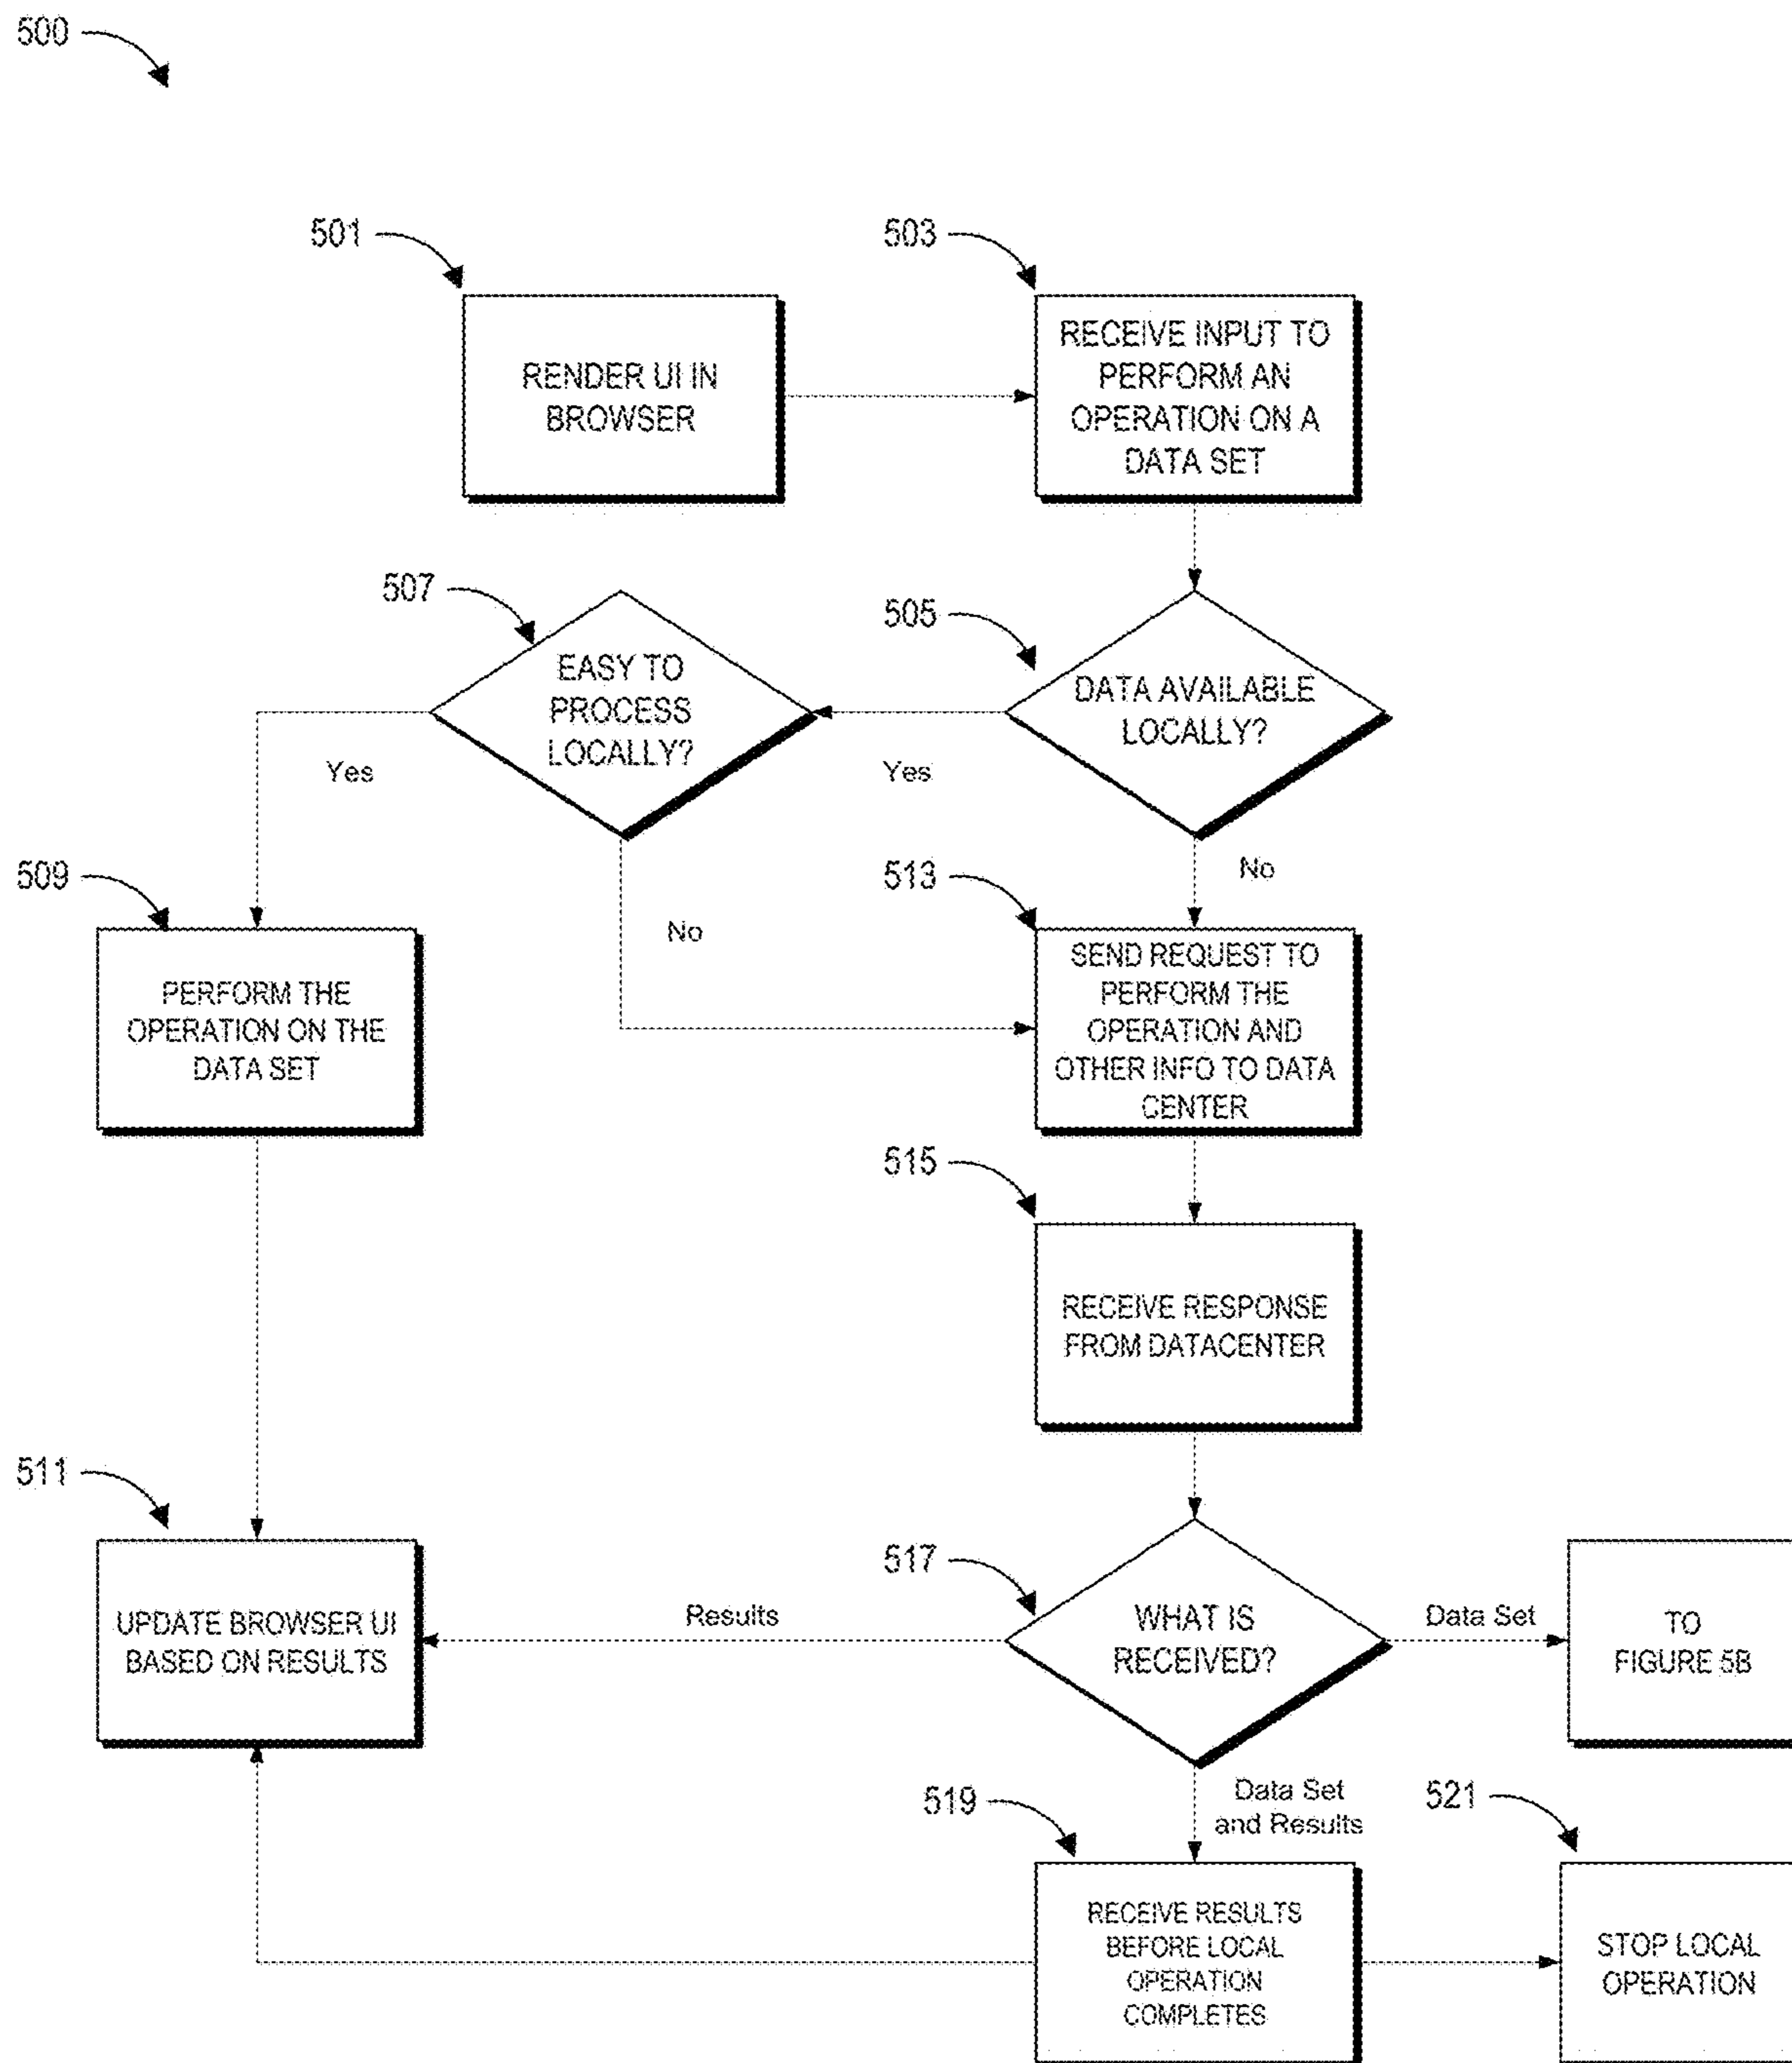 500
501
503
RENDER UI IN
BROWSER
RECEIVE INPUT TO
PERFORM AN
OPERATION ON A
DATA SET
507
505
EASY TO
PROCESS
LOCALLY?
DATA AVAILABLE
LOCALLY?
Yes
Yes
509
513
No
No
PERFORM THE
OPERATION ON THE
DATA SET
SEND REQUEST TO
PERFORM THE
OPERATION AND
OTHER INFO TO DATA
CENTER
515
RECEIVE RESPONSE
FROM DATACENTER
511
517
UPDATE BROWSER UI
BASED ON RESULTS
Results
WHAT IS
RECEIVED?
Data Set
TO
FIGURE 5B
519
Data Set
and Results
521
RECEIVE RESULTS
BEFORE LOCAL
OPERATION
COMPLETES
STOP LOCAL
OPERATION